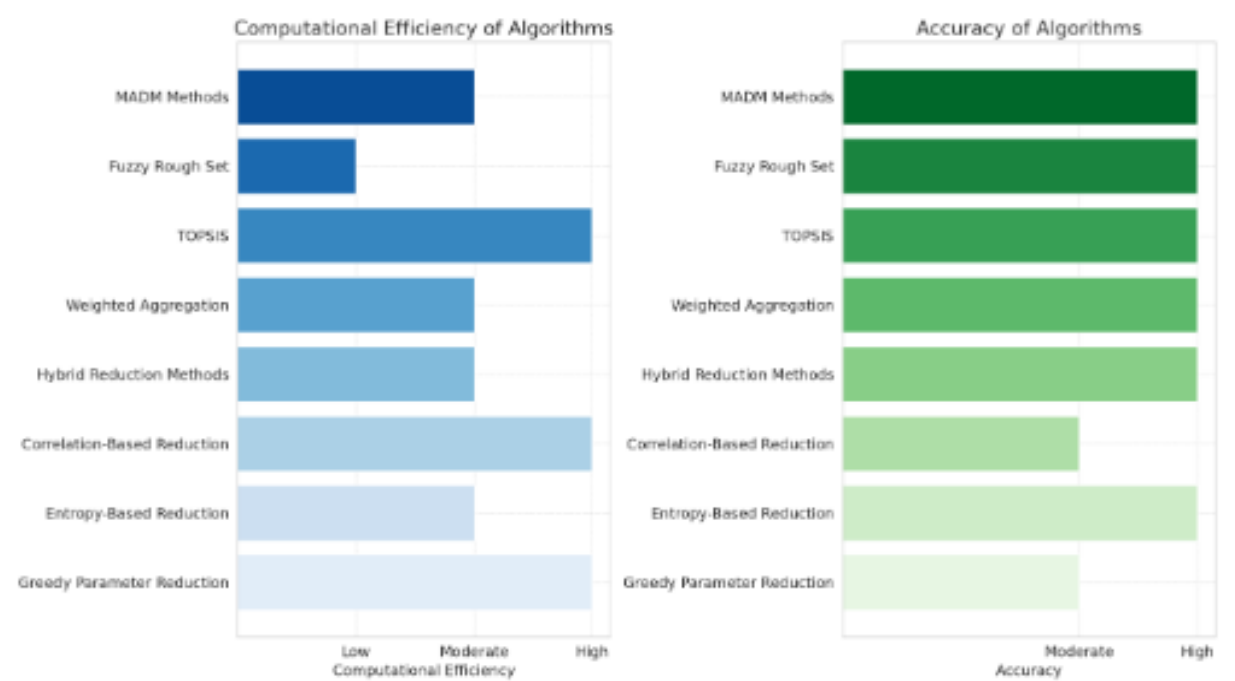 Computational Efficiency of Algorithms
MADM Methods
Fuzzy Rough Set
TOPSIS
Weighted Aggregation
Hybrid Reduction Methods
Correlation-Based Reduction
Entropy-Based Reduction
Greedy Parameter Reduction
Low Moderate High
Computational Efficiency
Accuracy of Algorithms
MADM Methods
Fuzzy Rough Set
TOPSIS
Weighted Aggregation
Hybrid Reduction Methods
Correlation-Based Reduction
Entropy-Based Reduction
Greedy Parameter Reduction
Moderate High
Accuracy